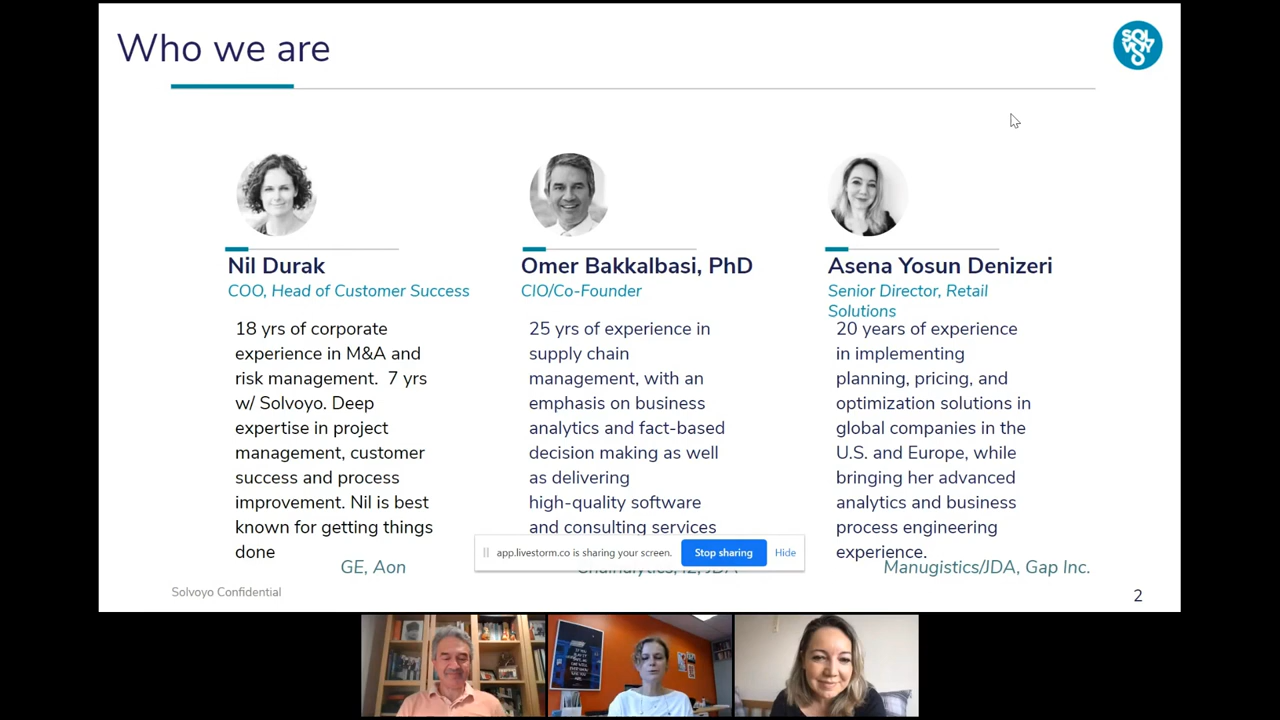 Who we are
SOLVOYO
Nil Durak
COO, Head of Customer Success
18 yrs of corporate
experience in M&A and
risk management.  7 yrs
w/ Solvoyo. Deep
expertise in project
management, customer
success and process
improvement. Nil is best
known for getting things
done
GE, Aon
Omer Bakkalbasi, PhD
CIO/Co-Founder
25 yrs of experience in
supply chain
management, with an
emphasis on business
analytics and fact-based
decision making as well
as delivering
high-quality software
and consulting services
Asena Yosun Denizeri
Senior Director, Retail
Solutions
20 years of experience
in implementing
planning, pricing, and
optimization solutions in
global companies in the
U.S. and Europe, while
bringing her advanced
analytics and business
process engineering
experience.
Manugistics/JDA, Gap Inc.
app.livestorm.co is sharing your screen.
Stop sharing
Hide
Solvoyo Confidential
2